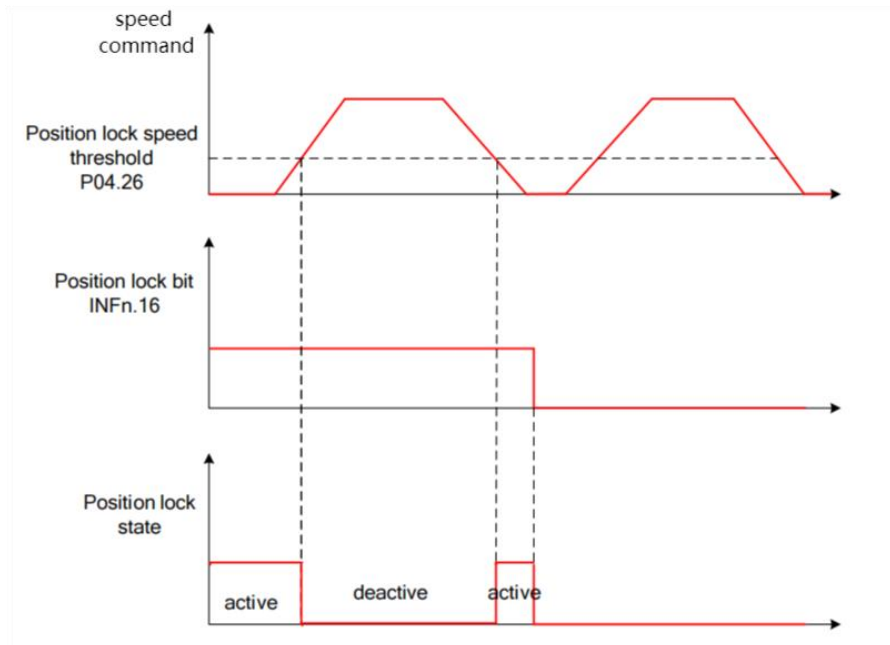 speed
command
Position lock speed
threshold
P04.26
Position lock bit
INFn.16
Position lock
state
active
deactive
active